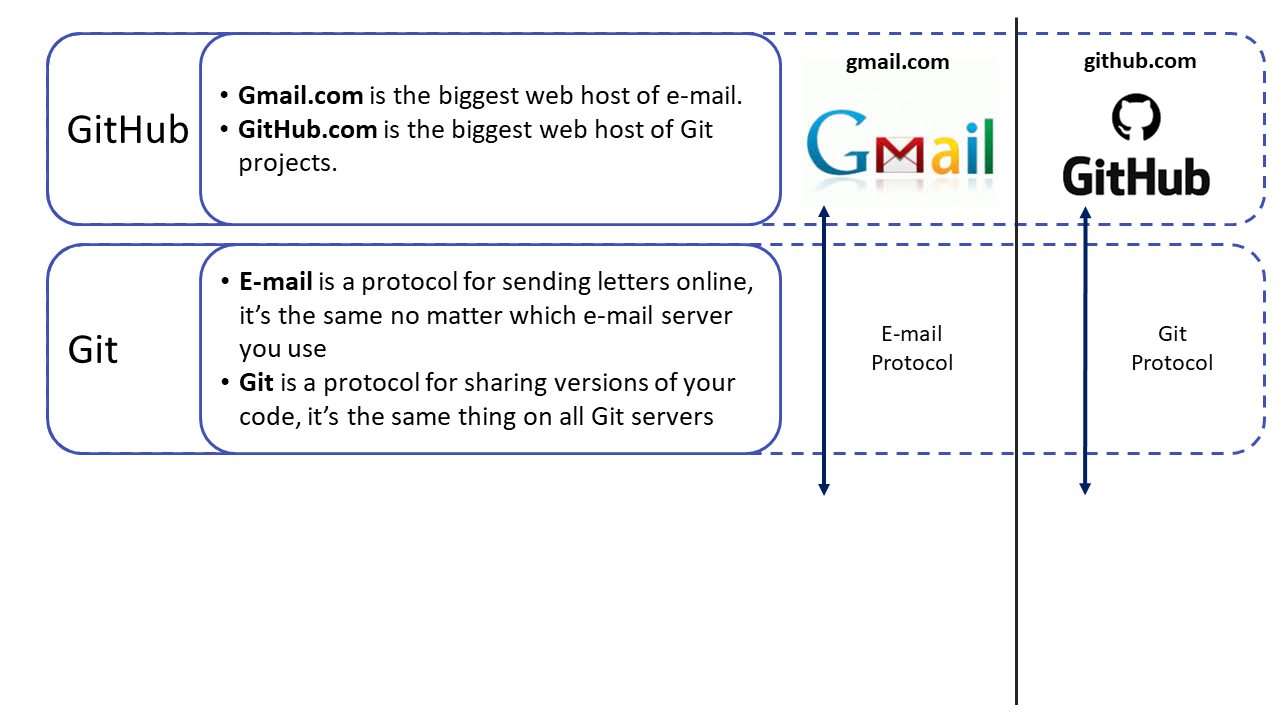 GitHub
• Gmail.com is the biggest web host of e-mail.
• GitHub.com is the biggest web host of Git
projects.
gmail.com
Gmail
github.com
GitHub
Git
• E-mail is a protocol for sending letters online,
it’s the same no matter which e-mail server
you use
• Git is a protocol for sharing versions of your
code, it’s the same thing on all Git servers
E-mail
Protocol
Git
Protocol